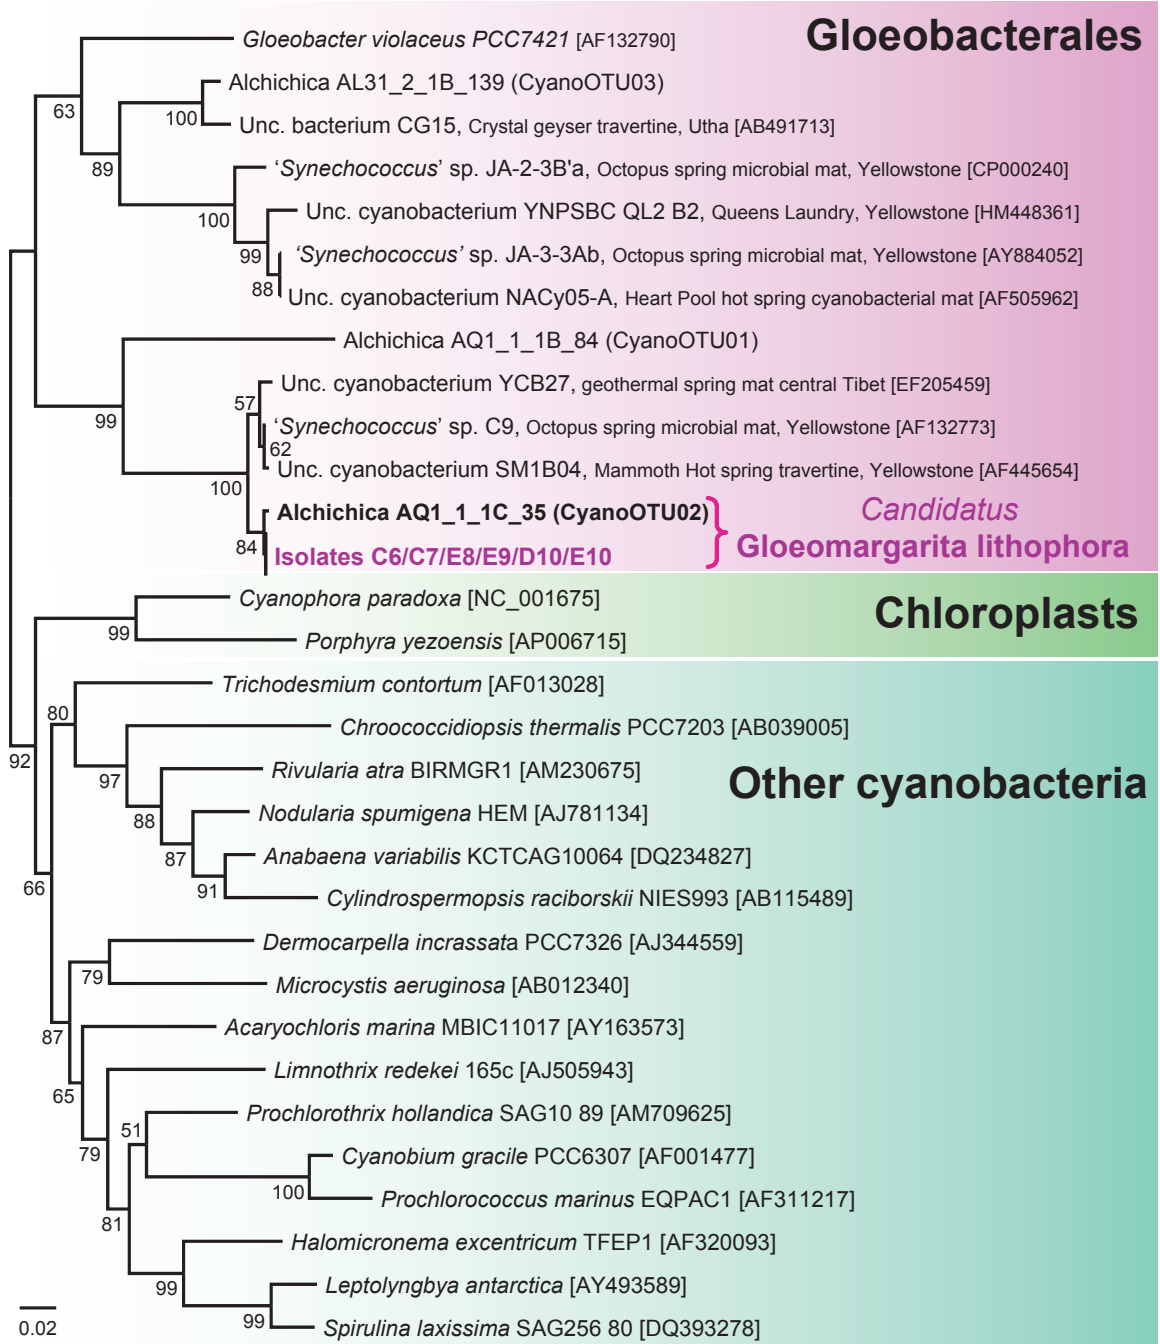 Gloeobacterales
Gloeobacter violaceus PCC7421 [AF132790]
Alchichica AL31_2_1B_139 (CyanoOTU03)
63
100
Unc. bacterium CG15, Crystal geyser travertine, Utha [AB491713]
89
'Synechococcus' sp. JA-2-3B'a, Octopus spring microbial mat, Yellowstone [CP000240]
100
Unc. cyanobacterium YNPSBC QL2 B2, Queens Laundry, Yellowstone [HM448361]
99
'Synechococcus' sp. JA-3-3Ab, Octopus spring microbial mat, Yellowstone [AY884052]
88
Unc. cyanobacterium NACy05-A, Heart Pool hot spring cyanobacterial mat [AF505962]
Alchichica AQ1_1_1B_84 (CyanoOTU01)
Unc. cyanobacterium YCB27, geothermal spring mat central Tibet [EF205459]
57
99
'Synechococcus' sp. C9, Octopus spring microbial mat, Yellowstone [AF132773]
62
Unc. cyanobacterium SM1B04, Mammoth Hot spring travertine, Yellowstone [AF445654]
100
Alchichica AQ1_1_1C_35 (CyanoOTU02)
84
Isolates C6/C7/E8/E9/D10/E10
Candidatus
Gloeomargarita lithophora
Cyanophora paradoxa [NC_001675]
Chloroplasts
99
Porphyra yezoensis [AP006715]
Trichodesmium contortum [AF013028]
80
Chroococcidiopsis thermalis PCC7203 [AB039005]
92
97
Rivularia atra BIRMGR1 [AM230675]
Other cyanobacteria
88
Nodularia spumigena HEM [AJ781134]
87
Anabaena variabilis KCTCAG10064 [DQ234827]
66
91
Cylindrospermopsis raciborskii NIES993 [AB115489]
Dermocarpella incrassata PCC7326 [AJ344559]
79
Microcystis aeruginosa [AB012340]
87
Acaryochloris marina MBIC11017 [AY163573]
Limnothrix redekei 165c [AJ505943]
65
Prochlorothrix hollandica SAG10 89 [AM709625]
51
79
Cyanobium gracile PCC6307 [AF001477]
100
Prochlorococcus marinus EQPAC1 [AF311217]
81
Halomicronema excentricum TFEP1 [AF320093]
99
Leptolyngbya antarctica [AY493589]
99
Spirulina laxissima SAG256 80 [DQ393278]
0.02